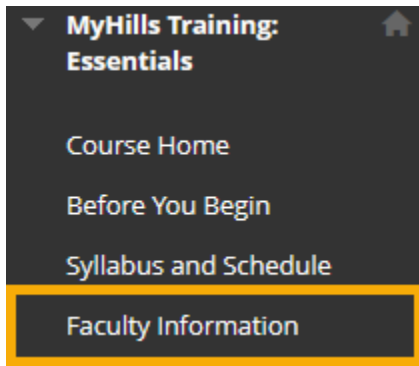 MyHills Training:
Essentials
Course Home
Before You Begin
Syllabus and Schedule
Faculty Information